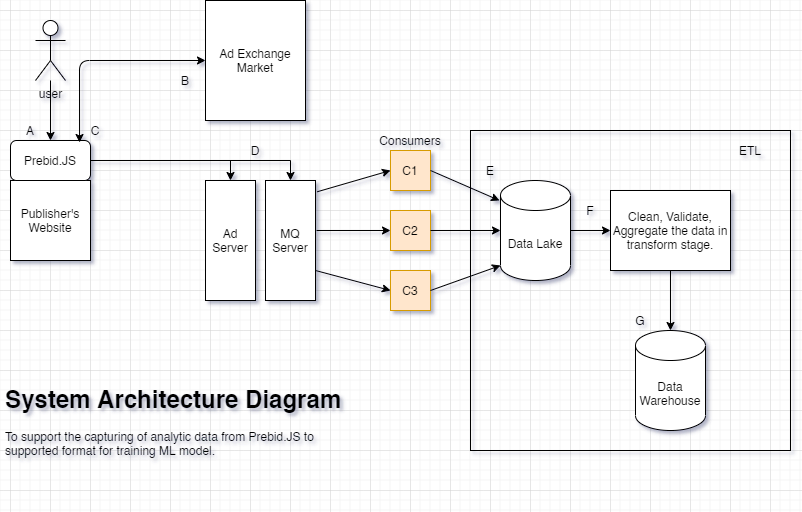 user
Ad Exchange
Market
B
A
C
Prebid.JS
Publisher's
Website
D
Ad
Server
MQ
Server
Consumers
C1
C2
C3
ETL
E
Data Lake
F
Clean, Validate,
Aggregate the data in
transform stage.
G
Data
Warehouse
System Architecture Diagram
To support the capturing of analytic data from Prebid.JS to
supported format for training ML model.